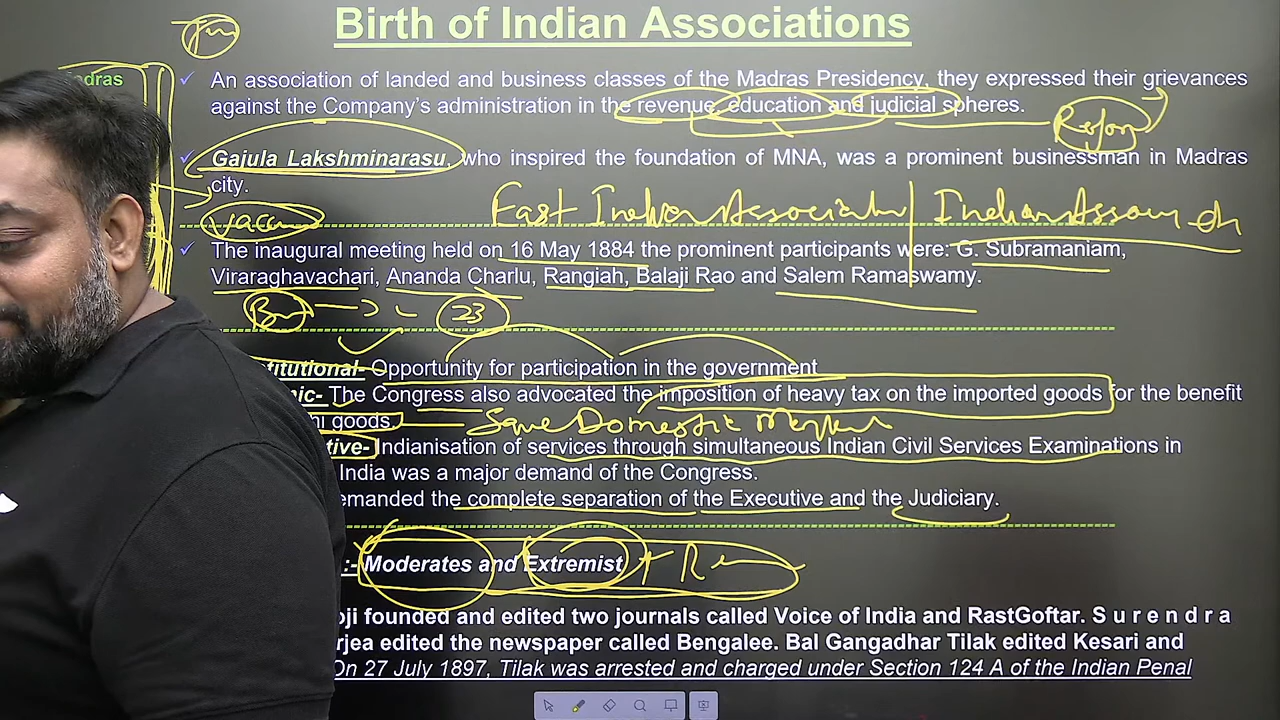 Birth of Indian Associations
adras
✓ An association of landed and business classes of the Madras Presidency, they expressed their grievances
against the Company's administration in the revenue, education and judicial spheres.
✓ Gajula Lakshminarasu, who inspired the foundation of MNA, was a prominent businessman in Madras
city.
East Indian Association
✓ The inaugural meeting held on 16 May 1884 the prominent participants were: G. Subramaniam,
Viraraghavachari, Ananda Charlu, Rangiah, Balaji Rao and Salem Ramaswamy.
23
titutional- Opportunity for participation in the government
ic- The Congress also advocated the imposition of heavy tax on the imported goods for the benefit
goods. Save Domestic Market
tive- Indianisation of services through simultaneous Indian Civil Services Examinations in
India was a major demand of the Congress.
emanded the complete separation of the Executive and the Judiciary.
:- Moderates and Extremist +
oji founded and edited two journals called Voice of India and RastGoftar. S u r e n d r a
rjea edited the newspaper called Bengalee. Bal Gangadhar Tilak edited Kesari and
On 27 July 1897, Tilak was arrested and charged under Section 124 A of the Indian Penal